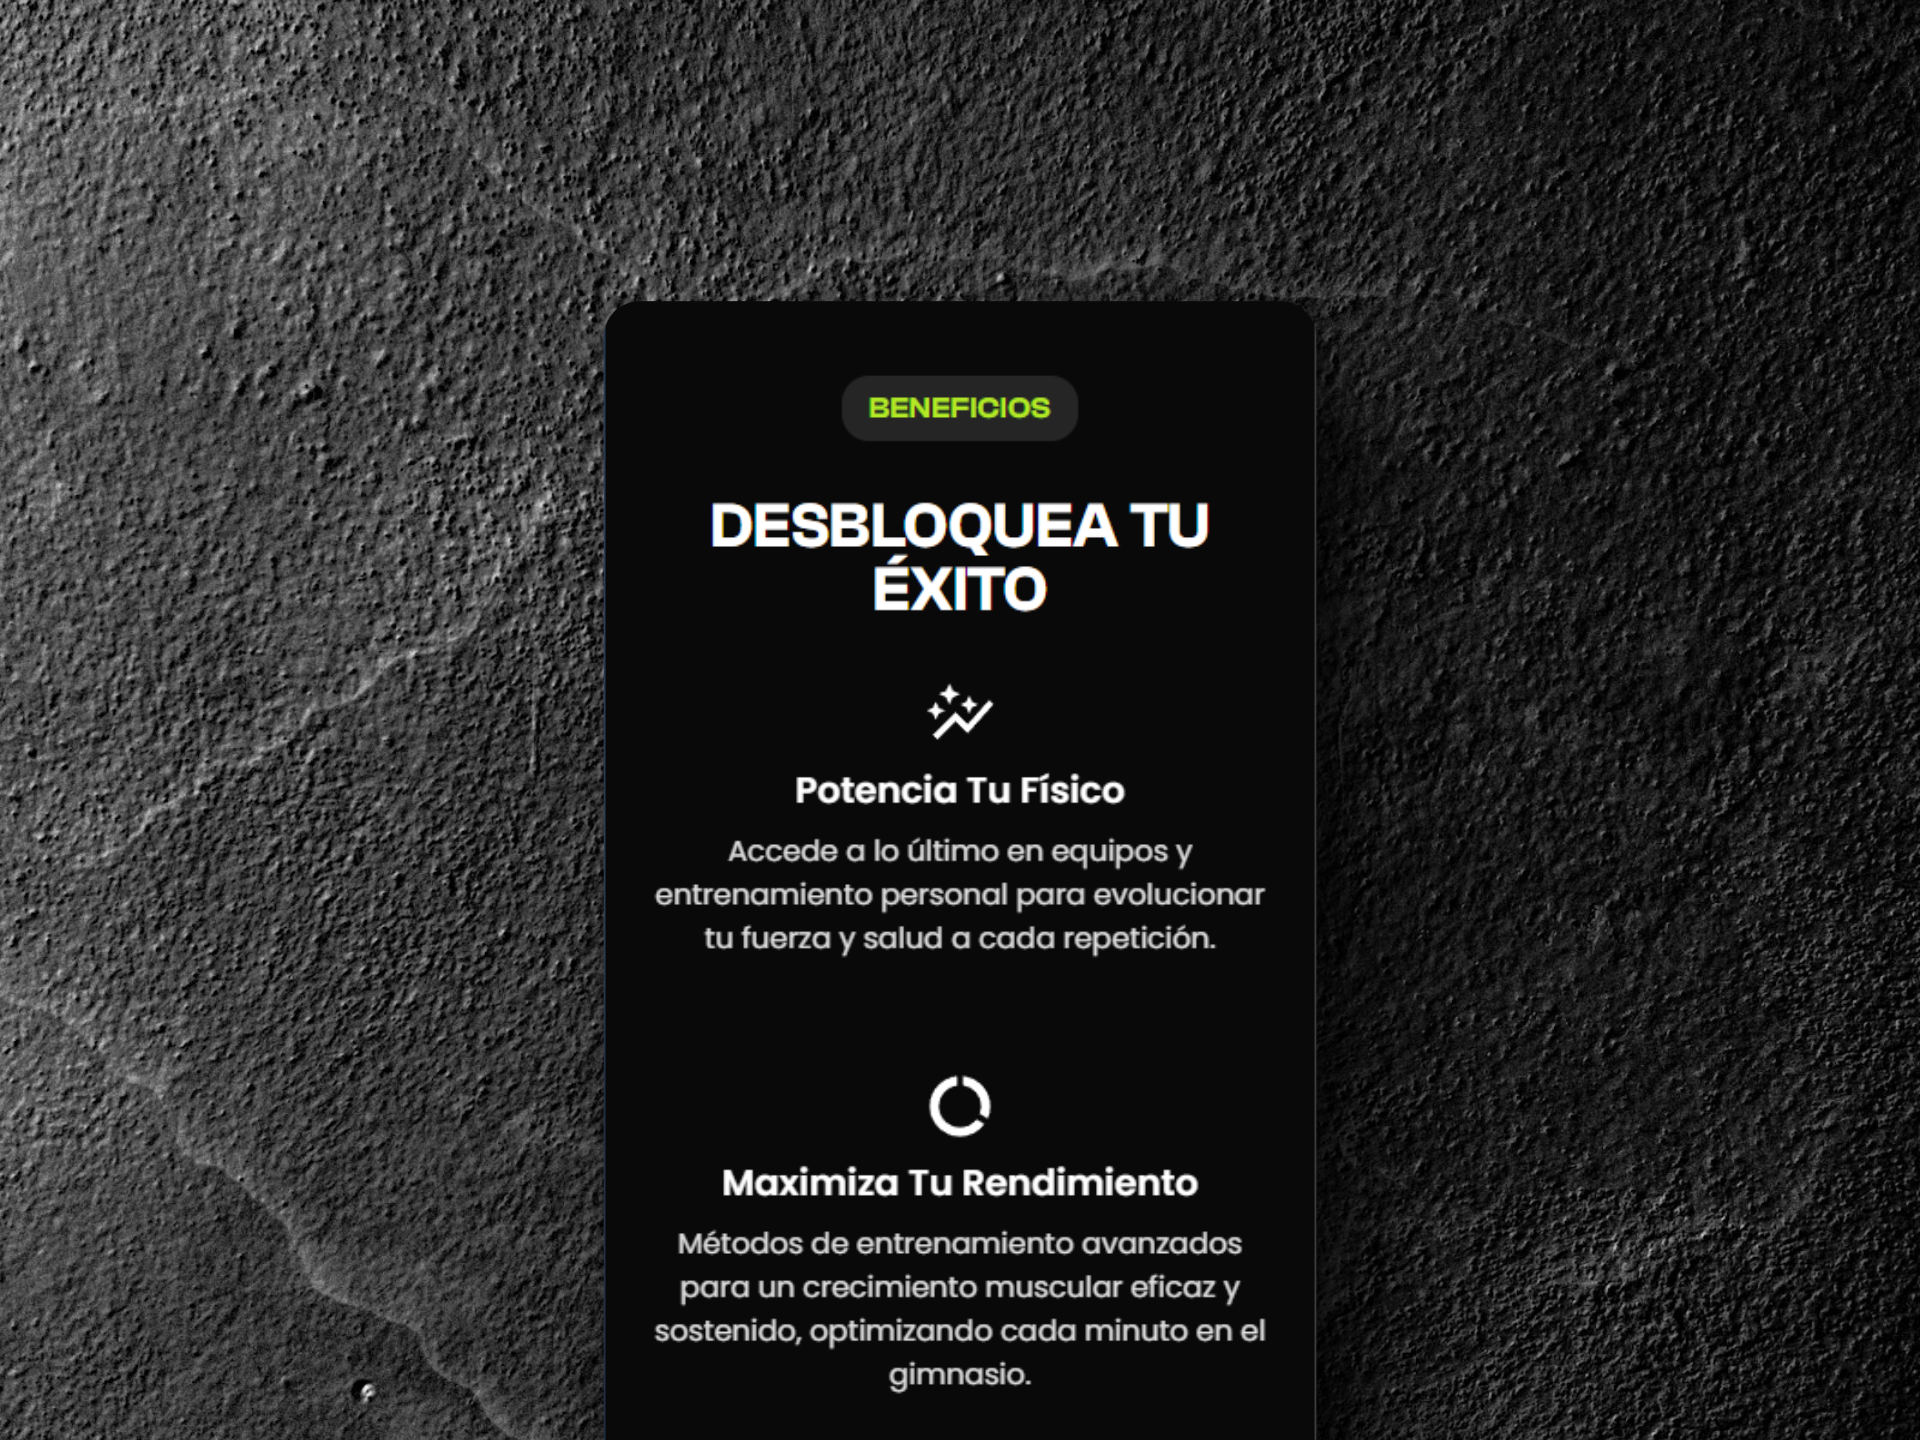 BENEFICIOS
DESBLOQUEA TU
ÉXITO
Potencia Tu Físico
Accede a lo último en equipos y
entrenamiento personal para evolucionar
tu fuerza y salud a cada repetición.
Maximiza Tu Rendimiento
Métodos de entrenamiento avanzados
para un crecimiento muscular eficaz y
sostenido, optimizando cada minuto en el
gimnasio.